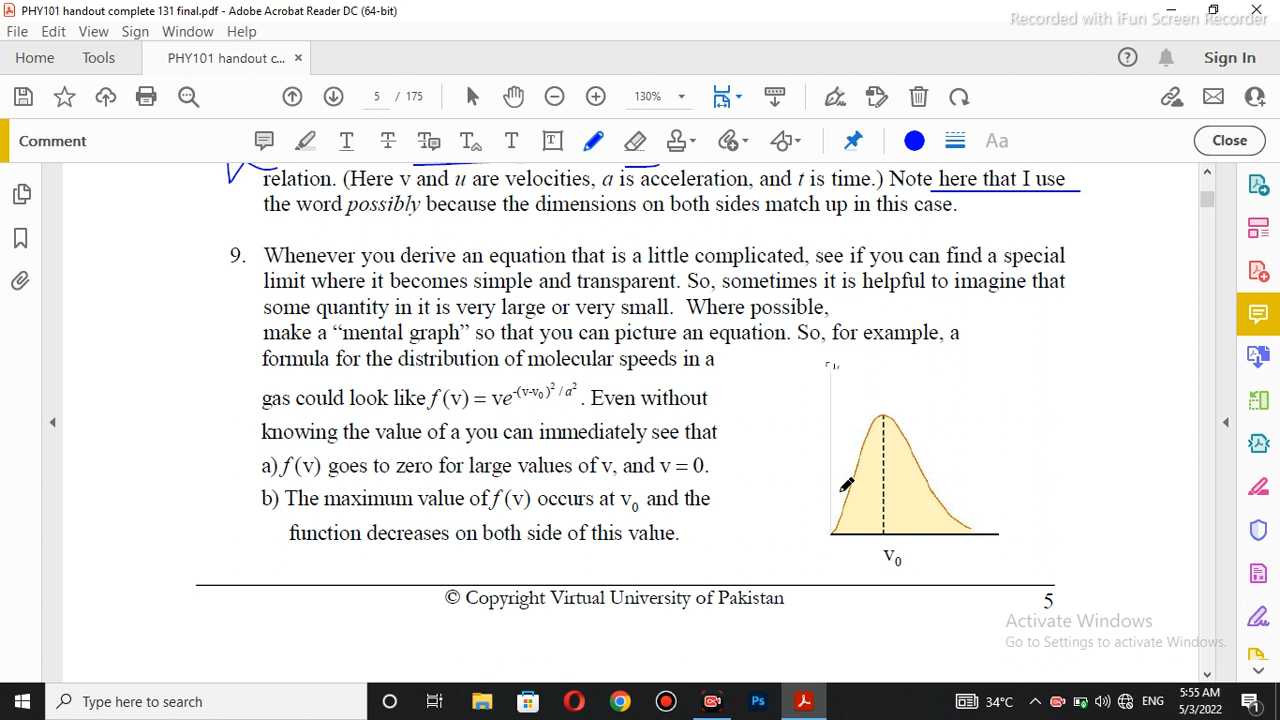 PHY101 handout complete 131 final.pdf - Adobe Acrobat Reader DC (64-bit)
Recorded with iFun Screen Recorder
File Edit View Sign Window Help
Home Tools PHY101 handout c... × Sign In
5 / 175 130%
Comment Close
relation. (Here v and u are velocities, a is acceleration, and t is time.) Note here that I use
the word possibly because the dimensions on both sides match up in this case.
9. Whenever you derive an equation that is a little complicated, see if you can find a special
limit where it becomes simple and transparent. So, sometimes it is helpful to imagine that
some quantity in it is very large or very small. Where possible,
make a “mental graph” so that you can picture an equation. So, for example, a
formula for the distribution of molecular speeds in a
gas could look like f (v) = ve^-(v-v₀)² / a². Even without
knowing the value of a you can immediately see that
a) f (v) goes to zero for large values of v, and v = 0.
b) The maximum value of f (v) occurs at v₀ and the
function decreases on both side of this value.
v₀
© Copyright Virtual University of Pakistan 5
Activate Windows
Go to Settings to activate Windows.
Type here to search
34°C ENG 5:55 AM
5/3/2022